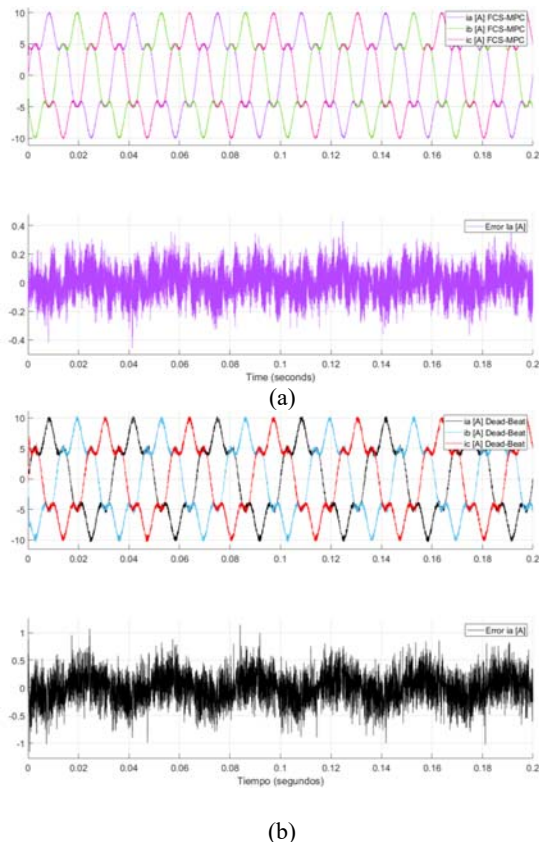 10
5
0
-5
-10
ia [A] FCS-MPC
ib [A] FCS-MPC
ic [A] FCS-MPC
0 0.02 0.04 0.06 0.08 0.1 0.12 0.14 0.16 0.18 0.2
0.4
0.2
0
-0.2
-0.4
Error Ia [A]
0 0.02 0.04 0.06 0.08 0.1 0.12 0.14 0.16 0.18 0.2
Time (seconds)
(a)
10
5
0
-5
-10
ia [A] Dead-Beat
ib [A] Dead-Beat
ic [A] Dead-Beat
0 0.02 0.04 0.06 0.08 0.1 0.12 0.14 0.16 0.18 0.2
1
0.5
0
-0.5
-1
Error ia [A]
0 0.02 0.04 0.06 0.08 0.1 0.12 0.14 0.16 0.18 0.2
Tiempo (segundos)
(b)